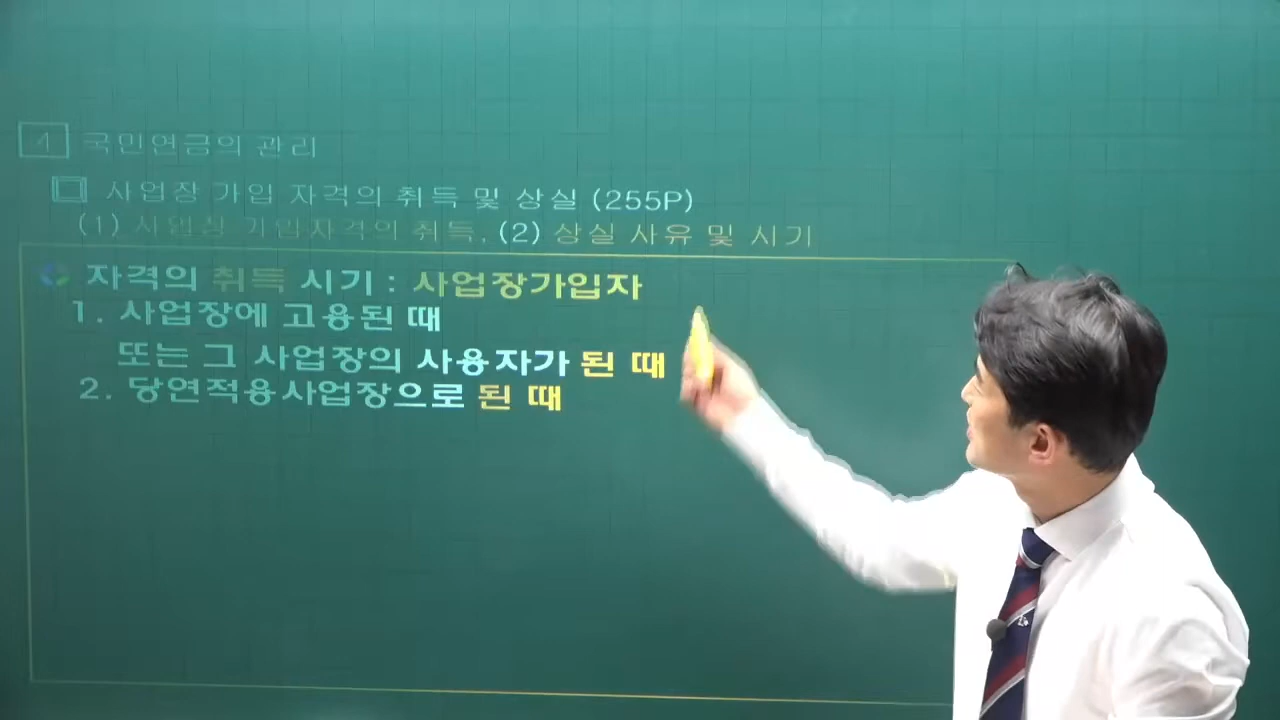 4 국민연금의 관리
사업장 가입 자격의 취득 및 상실 (255P)
(1) 사업장 가입자격의 취득, (2) 상실 사유 및 시기
자격의 취득 시기 : 사업장가입자
1. 사업장에 고용된 때
또는 그 사업장의 사용자가 된 때
2. 당연적용사업장으로 된 때